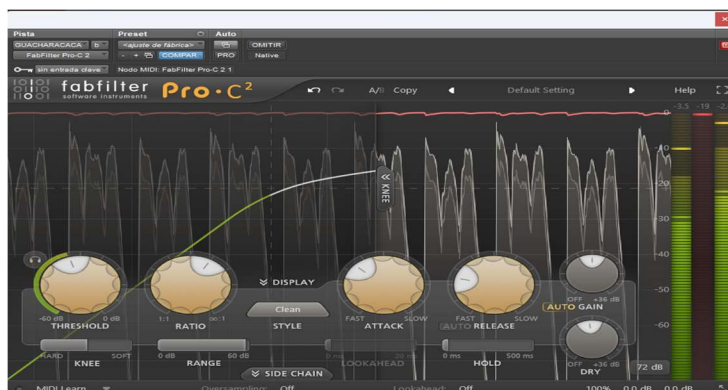 Pista Preset Auto
GUACHARACACA b <ajuste de fábrica> OMITIR
FabFilter Pro-C 2 - + COMPAR PRO Native
sin entrada clave Nodo MIDI: FabFilter Pro-C 2 1
fabfilter Pro·C²
software instruments
A/B Copy Default Setting Help
-3.5 -19
0
-10
-20
-30
-40
-50
-60
72 dB
KNEE
DISPLAY
-60 dB 0 dB 1:1 ∞:1 Clean FAST SLOW FAST SLOW OFF +36 dB
THRESHOLD RATIO STYLE ATTACK AUTO RELEASE AUTO GAIN
HARD SOFT 0 dB 60 dB 0 ms 500 ms OFF +36 dB
KNEE RANGE LOOKAHEAD HOLD DRY
SIDE CHAIN
MIDI Learn Oversampling: Off Lookahead: Off 100% 0.0 dB 0.0 dB